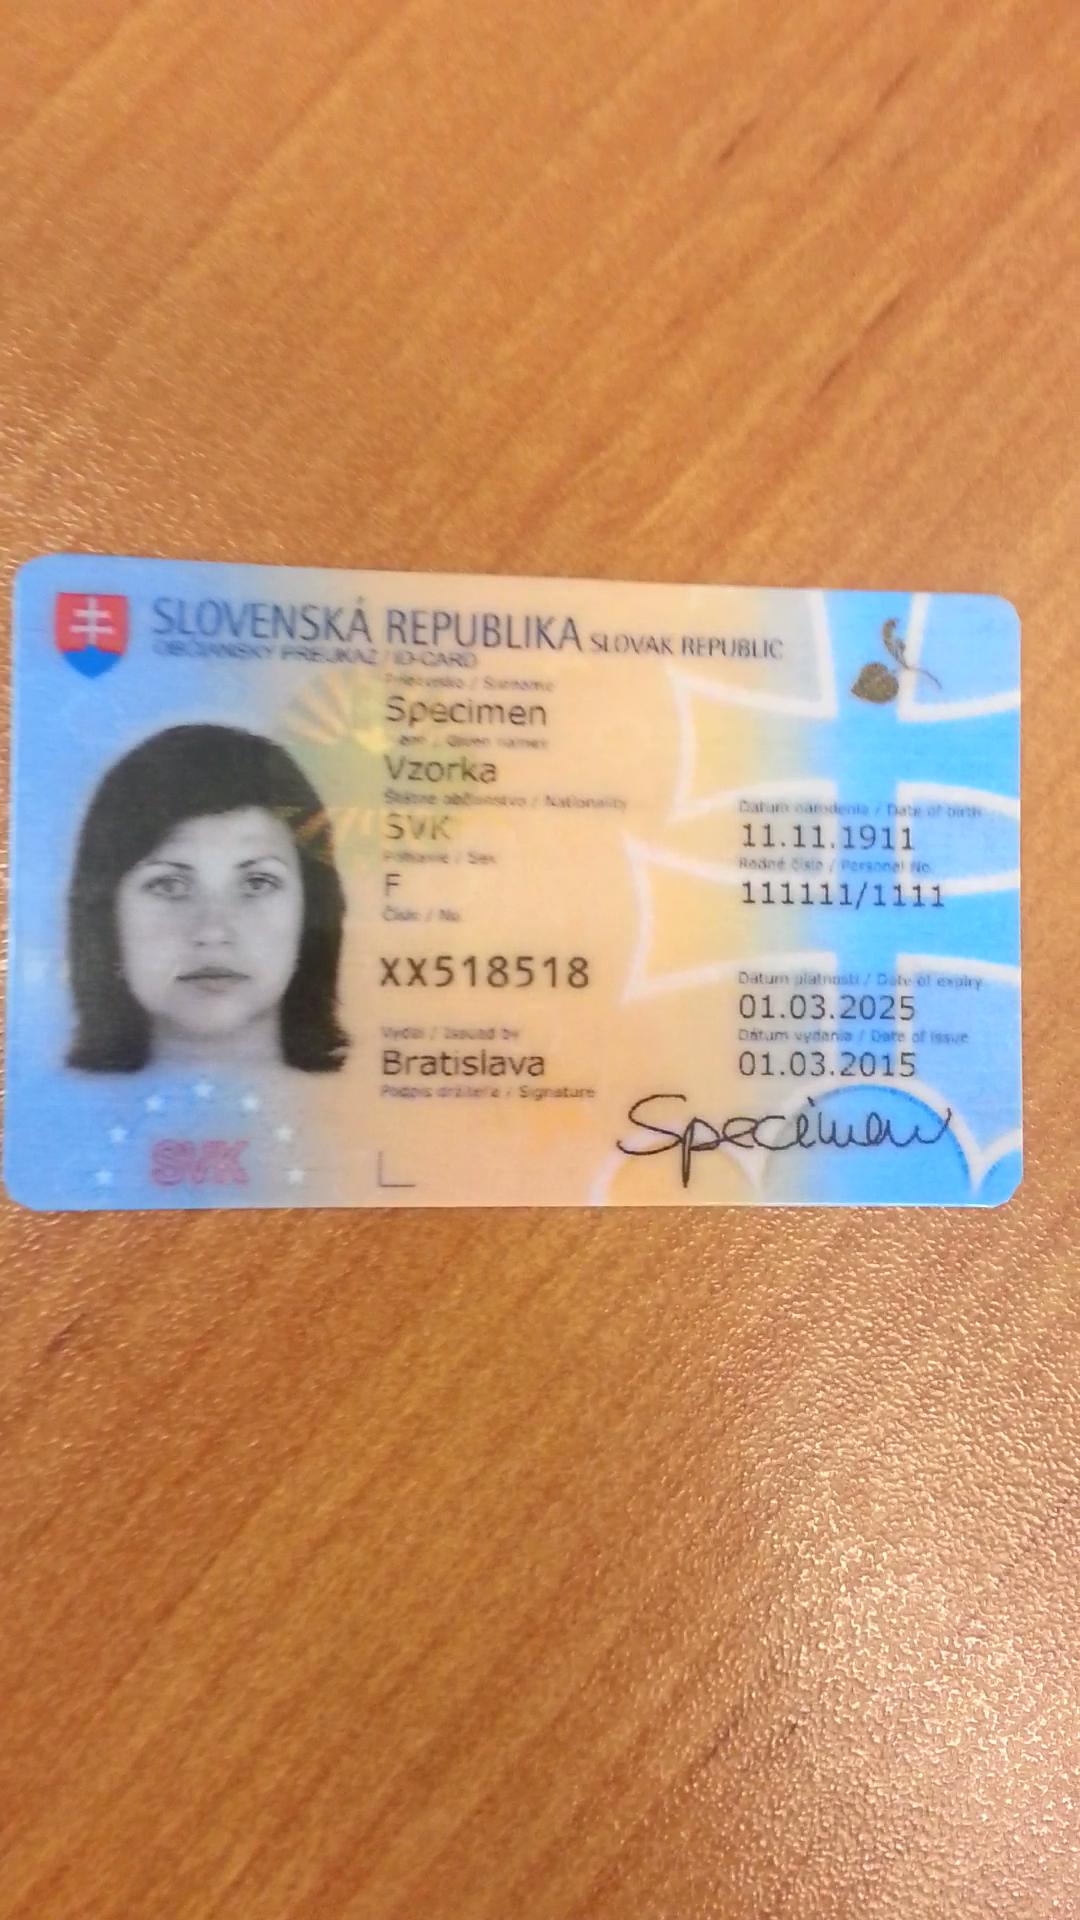 SLOVENSKÁ REPUBLIKA SLOVAK REPUBLIC
OBČIANSKY PREUKAZ / ID-CARD
Priezvisko / Surname
Specimen
Given names
Vzorka
Štátne občianstvo / Nationality
SVK
Pohlavie / Sex
F
Číslo / No.
XX518518
Vydal / Issued by
Bratislava
Podpis držiteľa / Signature
Dátum narodenia / Date of birth
11.11.1911
Rodné číslo / Personal No.
111111/1111
Dátum platnosti / Date of expiry
01.03.2025
Dátum vydania / Date of issue
01.03.2015
Specimen
SVK